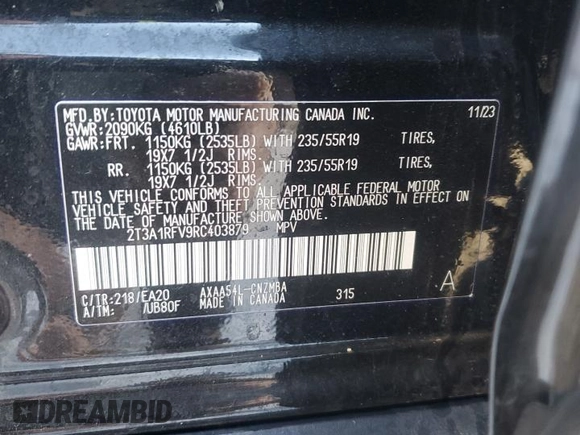 MFD.BY:TOYOTA MOTOR MANUFACTURING CANADA INC. 11/23
GVWR:2090KG (4610LB)
GAWR:FRT. 1150KG (2535LB) WITH 235/55R19 TIRES,
19X7 1/2J RIMS.
RR. 1150KG (2535LB) WITH 235/55R19 TIRES,
19X7 1/2J RIMS.
THIS VEHICLE CONFORMS TO ALL APPLICABLE FEDERAL MOTOR
VEHICLE SAFETY AND THEFT PREVENTION STANDARDS IN EFFECT ON
THE DATE OF MANUFACTURE SHOWN ABOVE.
2T3A1RFV9RC403879 MPV
C/TR:218/EA20 AXAA54L-CNZMBA 315 A
A/TM: /UB80F MADE IN CANADA
DREAMBID